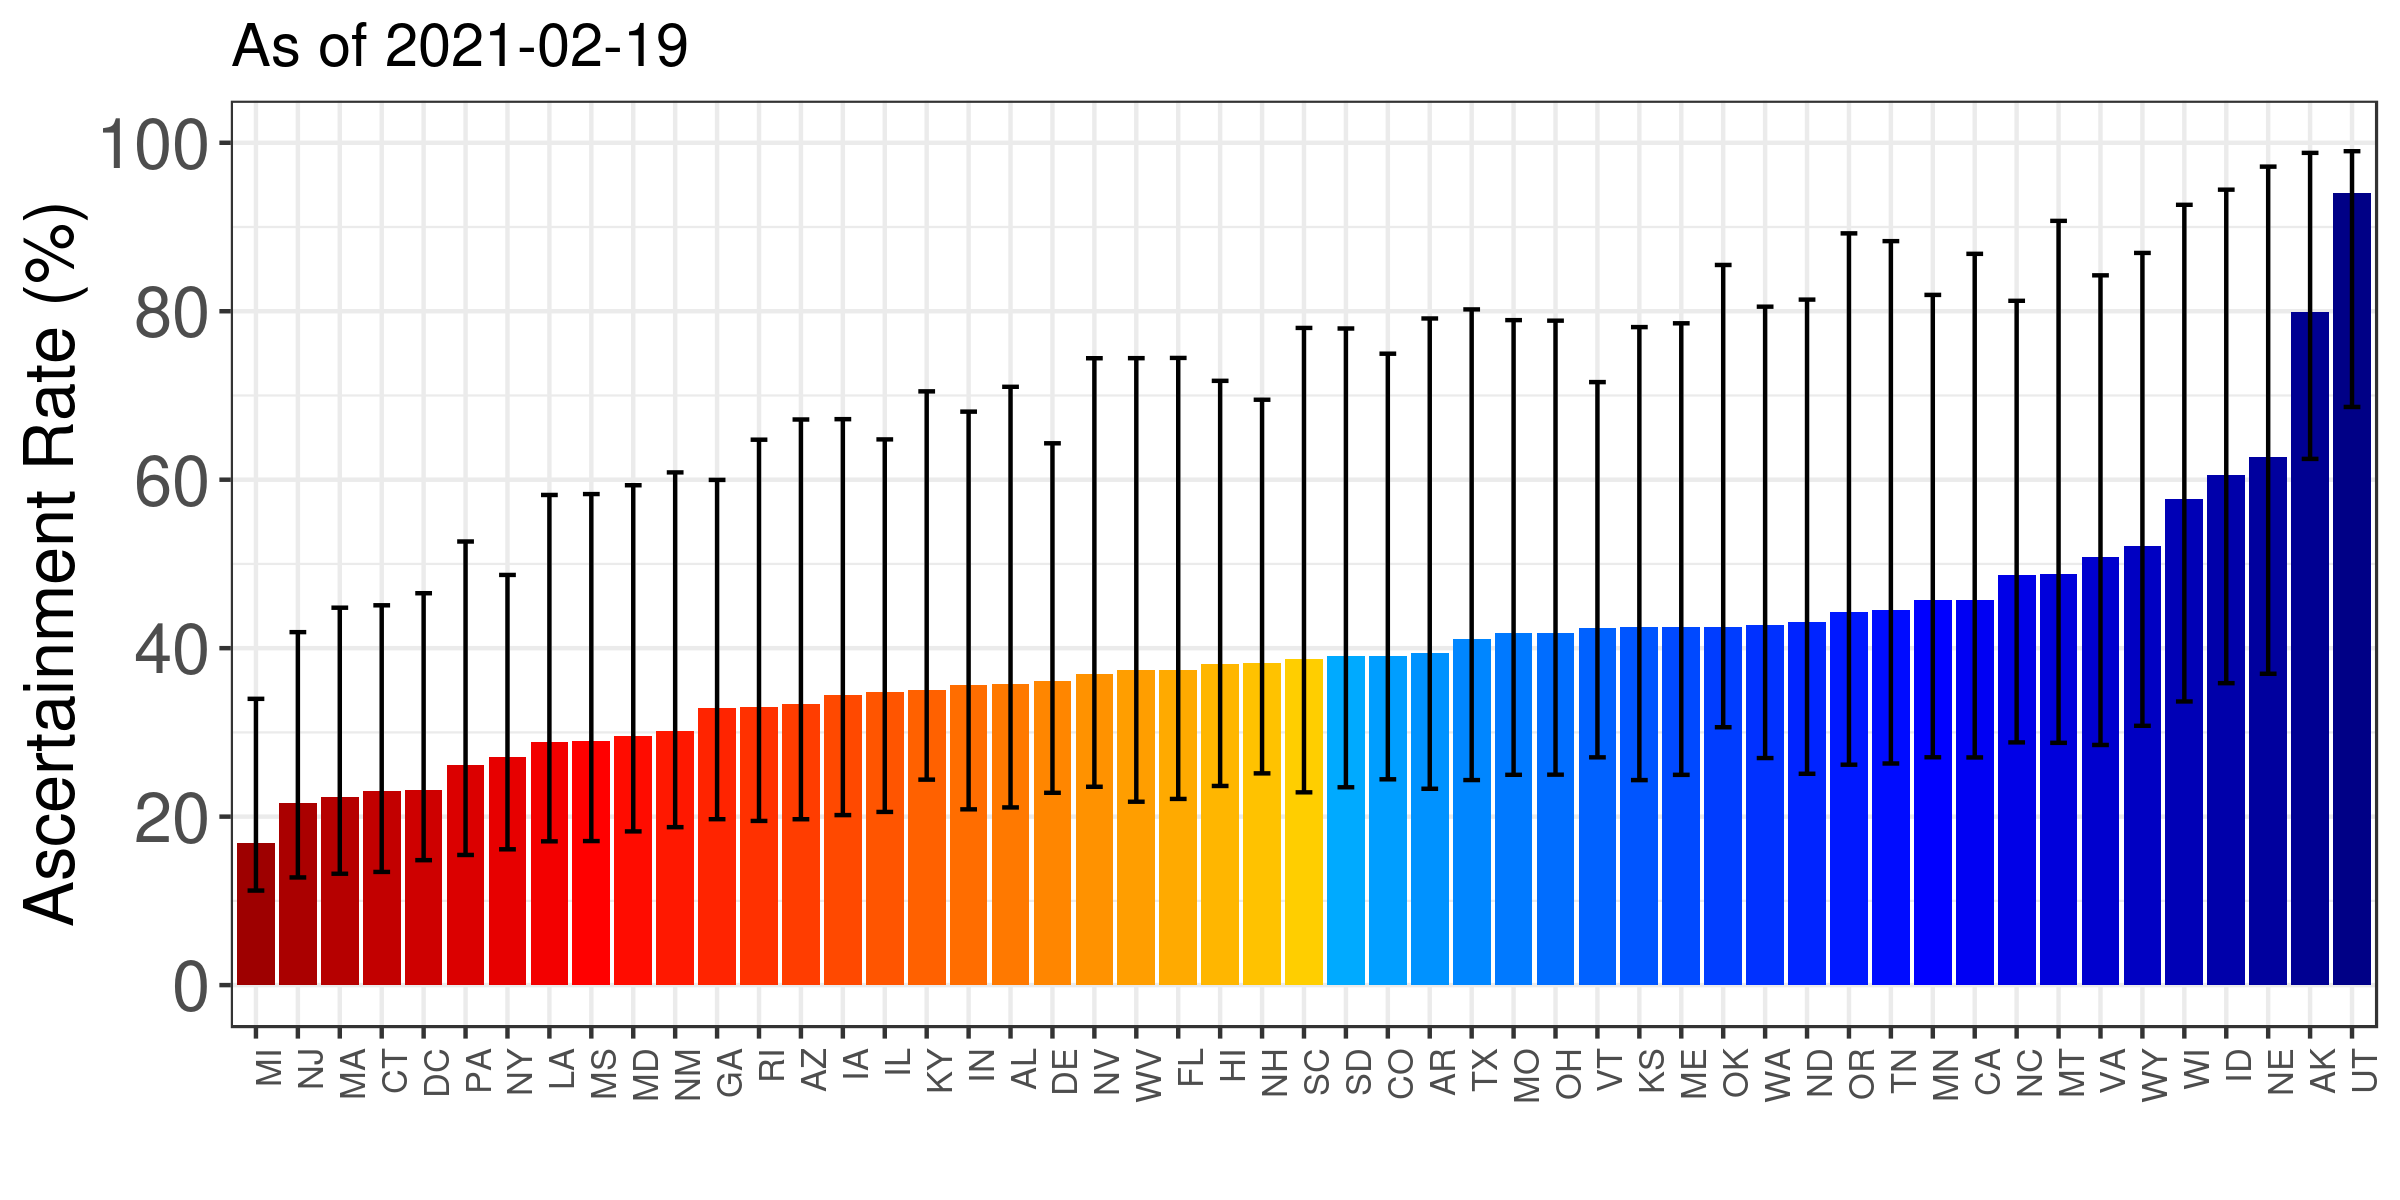 As of 2021-02-19
Ascertainment Rate (%)
100
80
60
40
20
0
MI NJ MA CT DC PA NY LA MS MD NM GA RI AZ IA IL KY IN AL DE NV WV FL HI NH SC SD CO AR TX MO OH VT KS ME OK WA ND OR TN MN CA NC MT VA WY WI ID NE AK UT